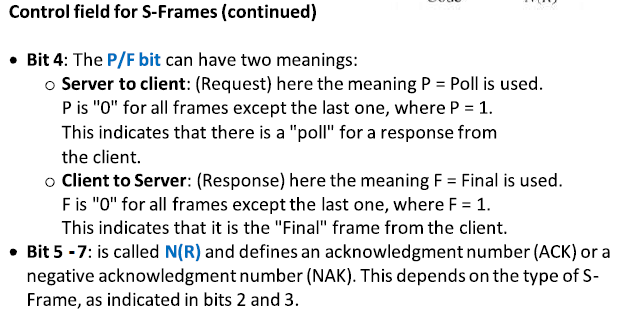 Control field for S-Frames (continued)
• Bit 4: The P/F bit can have two meanings:
o Server to client: (Request) here the meaning P = Poll is used.
P is "0" for all frames except the last one, where P = 1.
This indicates that there is a "poll" for a response from
the client.
o Client to Server: (Response) here the meaning F = Final is used.
F is "0" for all frames except the last one, where F = 1.
This indicates that it is the "Final" frame from the client.
• Bit 5 -7: is called N(R) and defines an acknowledgment number (ACK) or a
negative acknowledgment number (NAK). This depends on the type of S-
Frame, as indicated in bits 2 and 3.